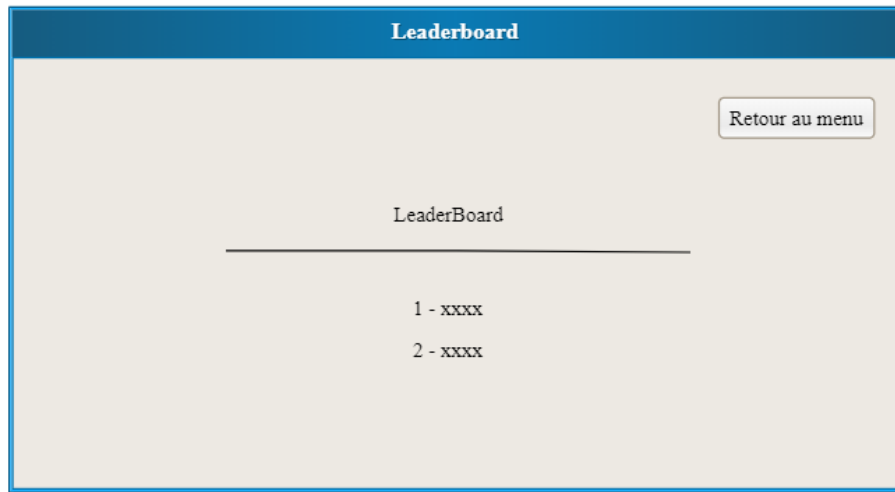 Leaderboard
Retour au menu
LeaderBoard
1 - xxxx
2 - xxxx